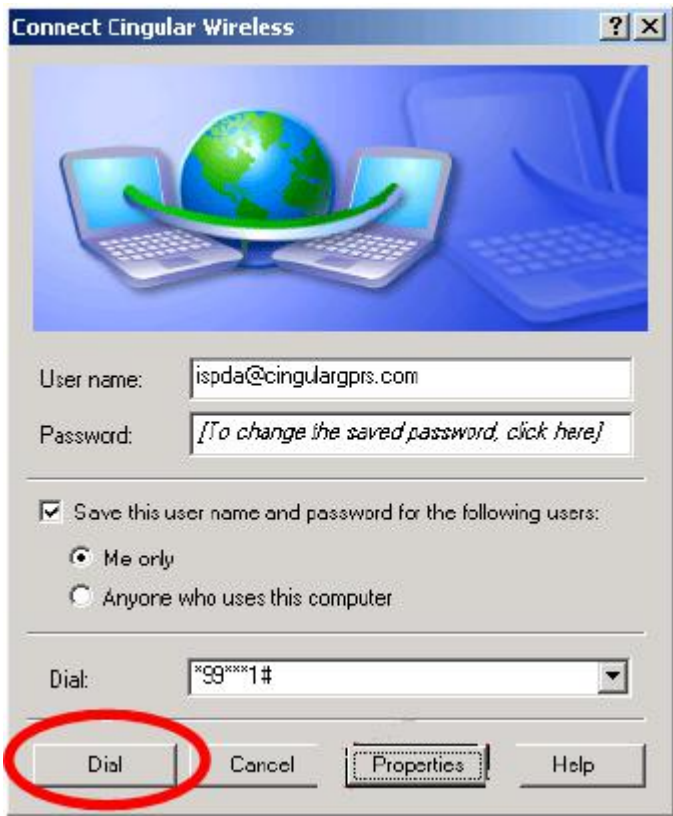 Connect Cingular Wireless
User name: ispda@cingulargprs.com
Password: [To change the saved password, click here]
Save this user name and password for the following users:
Me only
Anyone who uses this computer
Dial: *99***1#
Dial Cancel Properties Help